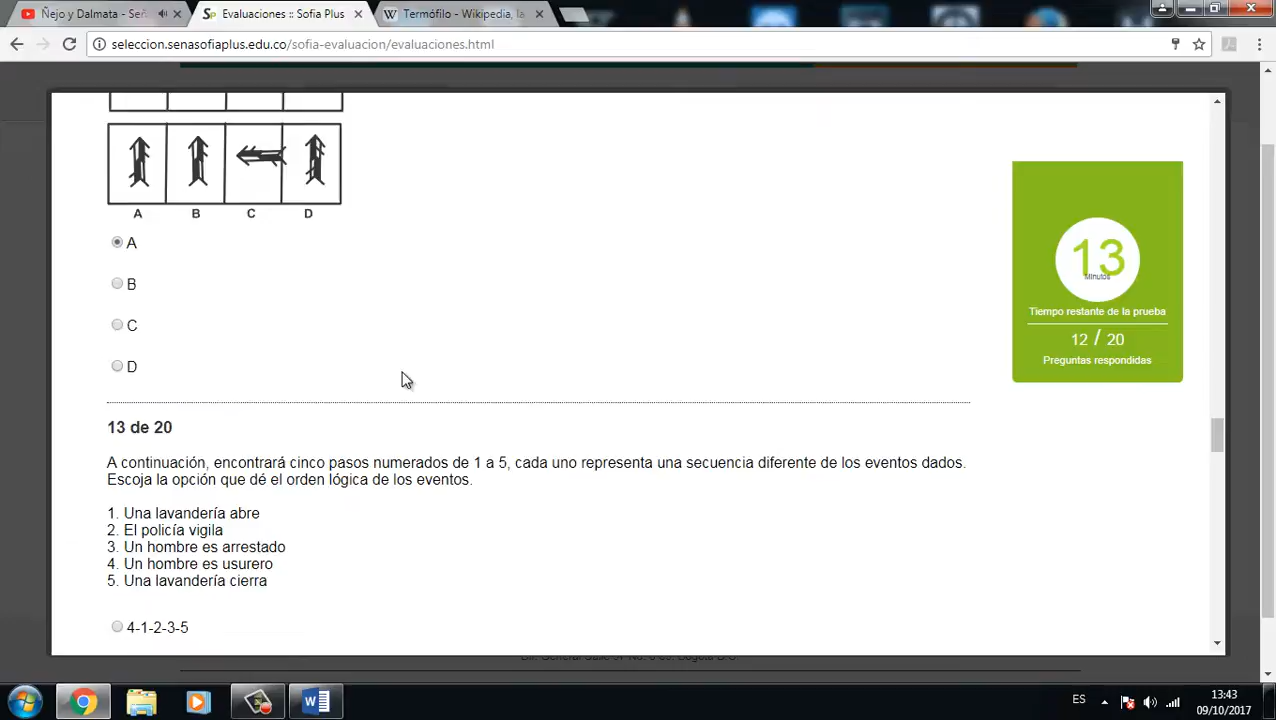 Ñejo y Dalmata - Señ
Evaluaciones :: Sofia Plus
Termófilo - Wikipedia, la
seleccion.senasofiaplus.edu.co/sofia-evaluacion/evaluaciones.html
A B C D
A
B
C
D
13
Minutos
Tiempo restante de la prueba
12 / 20
Preguntas respondidas
13 de 20
A continuación, encontrará cinco pasos numerados de 1 a 5, cada uno representa una secuencia diferente de los eventos dados.
Escoja la opción que dé el orden lógica de los eventos.
1. Una lavandería abre
2. El policía vigila
3. Un hombre es arrestado
4. Un hombre es usurero
5. Una lavandería cierra
4-1-2-3-5
ES
13:43
09/10/2017